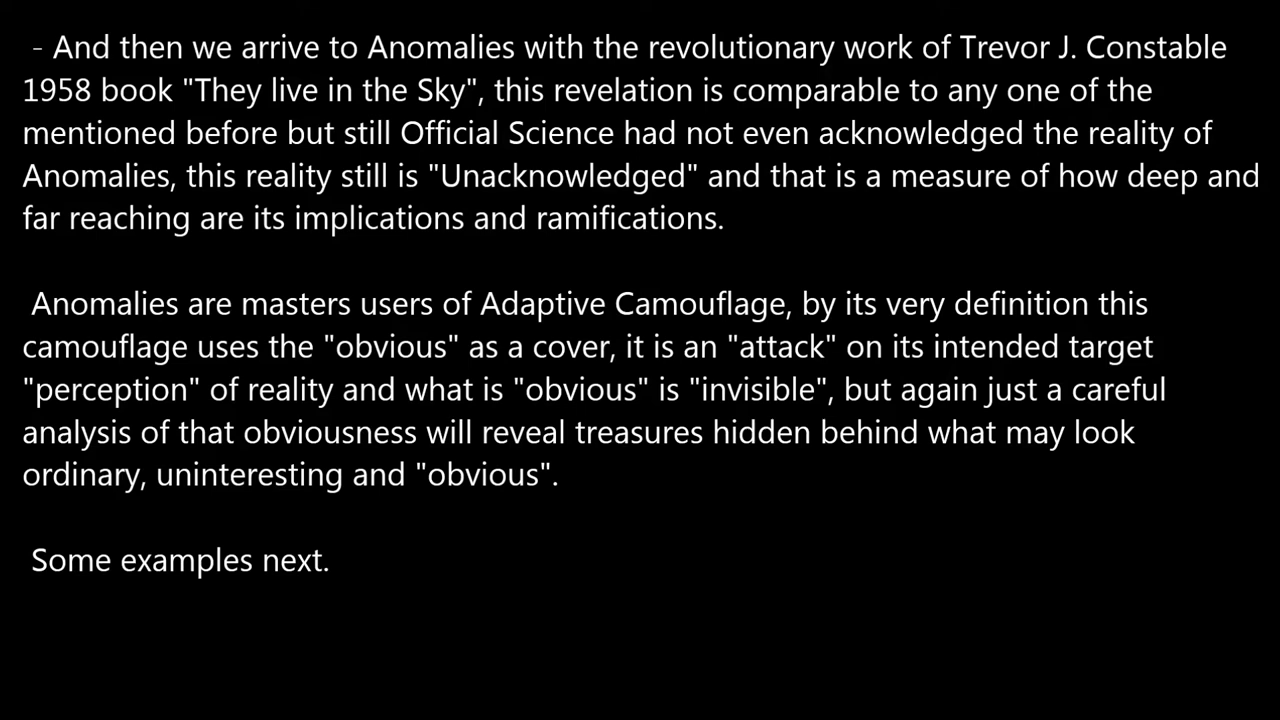 - And then we arrive to Anomalies with the revolutionary work of Trevor J. Constable
1958 book "They live in the Sky", this revelation is comparable to any one of the
mentioned before but still Official Science had not even acknowledged the reality of
Anomalies, this reality still is "Unacknowledged" and that is a measure of how deep and
far reaching are its implications and ramifications.
Anomalies are masters users of Adaptive Camouflage, by its very definition this
camouflage uses the "obvious" as a cover, it is an "attack" on its intended target
"perception" of reality and what is "obvious" is "invisible", but again just a careful
analysis of that obviousness will reveal treasures hidden behind what may look
ordinary, uninteresting and "obvious".
Some examples next.